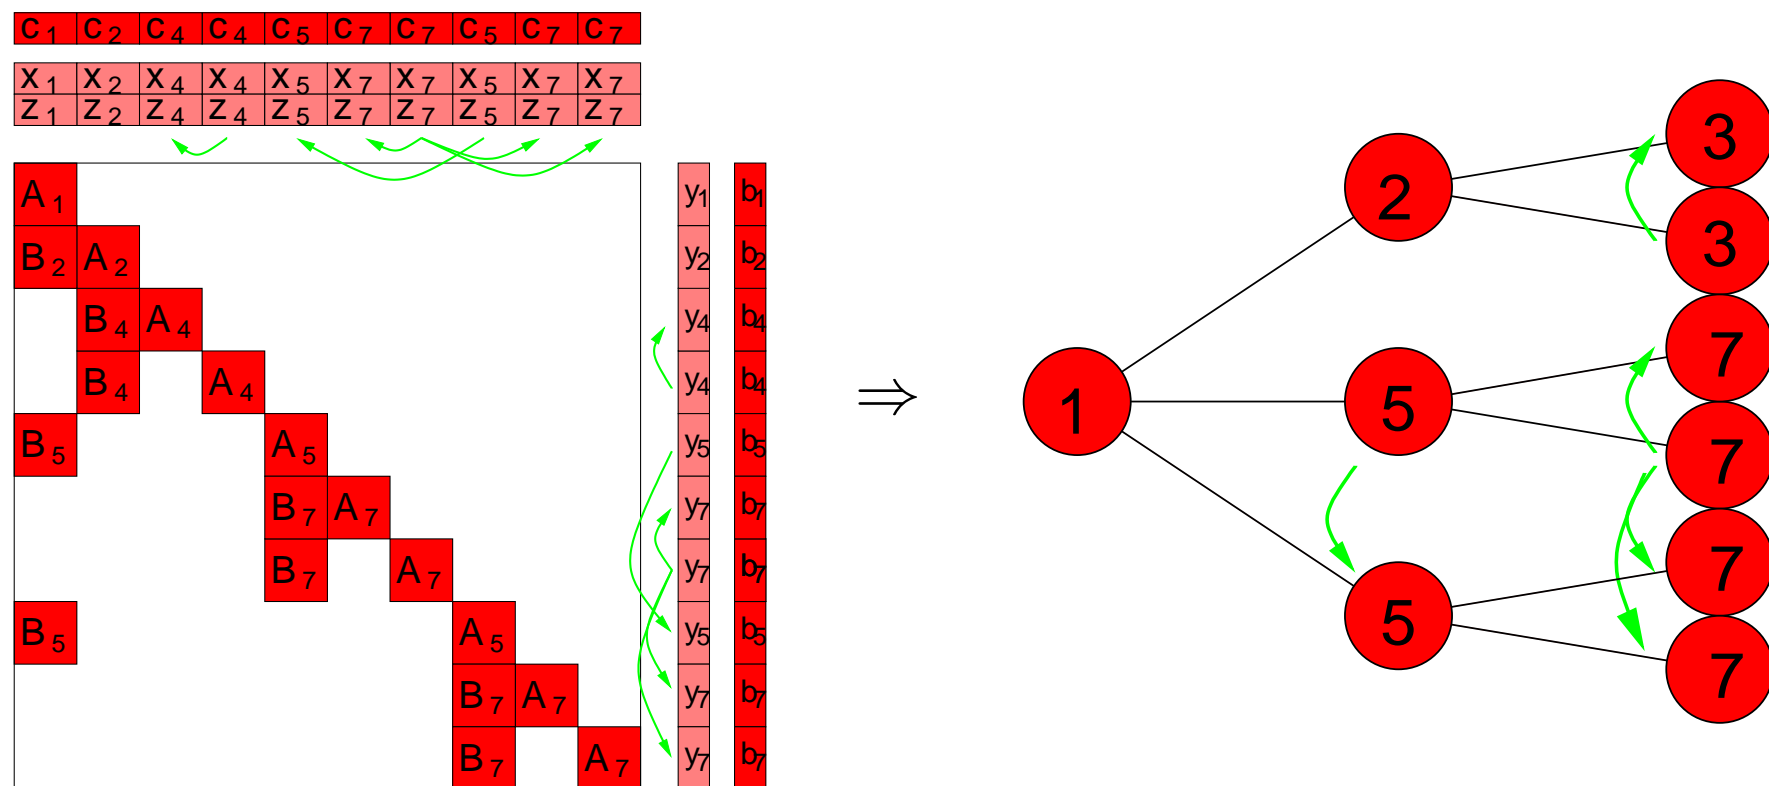 c1 c2 c4 c4 c5 c7 c7 c5 c7 c7
x1 x2 x4 x4 x5 x7 x7 x5 x7 x7
z1 z2 z4 z4 z5 z7 z7 z5 z7 z7
A1 y1 b1
B2 A2 y2 b2
B4 A4 y4 b4
B4 A4 y4 b4
B5 A5 y5 b5
B7 A7 y7 b7
B7 A7 y7 b7
B5 A5 y5 b5
B7 A7 y7 b7
B7 A7 y7 b7
⇒
1
2
5
5
3
3
7
7
7
7